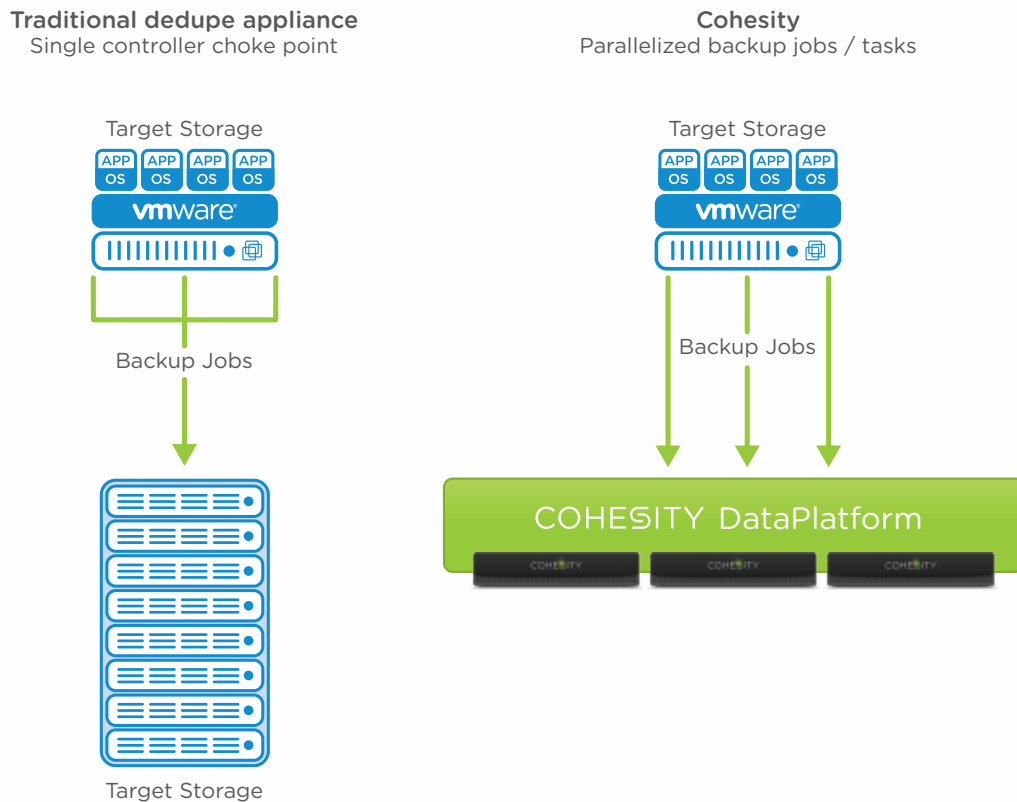 Traditional dedupe appliance
Single controller choke point
Target Storage
APP APP APP APP
OS OS OS OS
vmware®
Backup Jobs
Target Storage
Cohesity
Parallelized backup jobs / tasks
Target Storage
APP APP APP APP
OS OS OS OS
vmware®
Backup Jobs
COHESITY DataPlatform
COHESITY COHESITY COHESITY